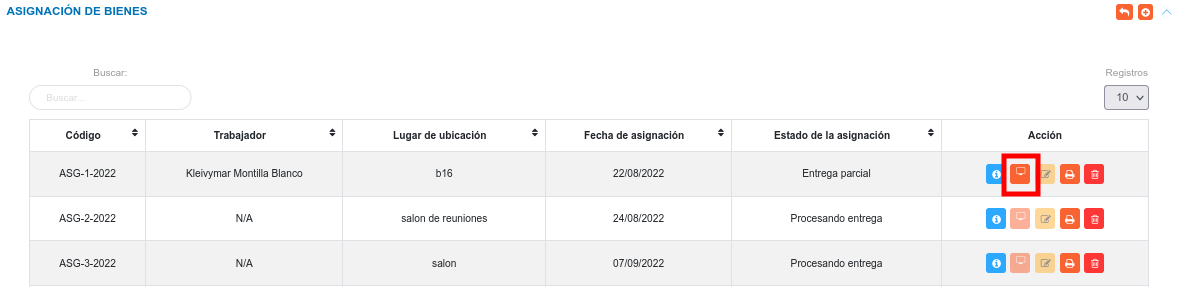 ASIGNACIÓN DE BIENES
Buscar:
Registros
Buscar...
10
Código Trabajador Lugar de ubicación Fecha de asignación Estado de la asignación Acción
ASG-1-2022 Kleivymar Montilla Blanco b16 22/08/2022 Entrega parcial
ASG-2-2022 N/A salon de reuniones 24/08/2022 Procesando entrega
ASG-3-2022 N/A salon 07/09/2022 Procesando entrega